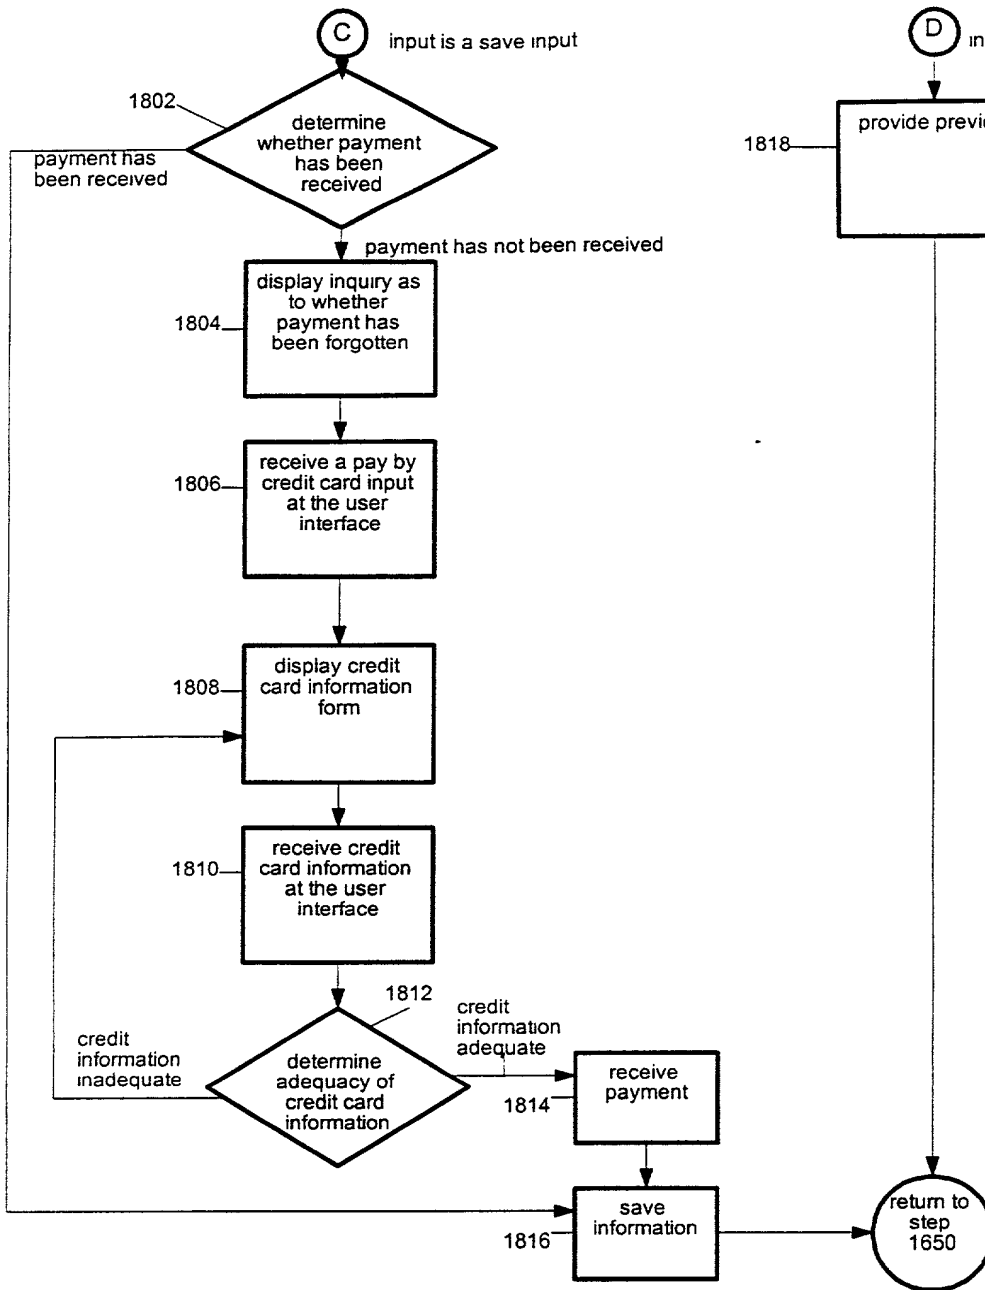 C
input is a save input
1802
determine
whether payment
has been
received
payment has
been received
payment has not been received
1804
display inquiry as
to whether
payment has
been forgotten
1806
receive a pay by
credit card input
at the user
interface
1808
display credit
card information
form
1810
receive credit
card information
at the user
interface
1812
determine
adequacy of
credit card
information
credit
information
inadequate
credit
information
adequate
1814
receive
payment
1816
save
information
D
in
1818
provide previe
return to
step
1650